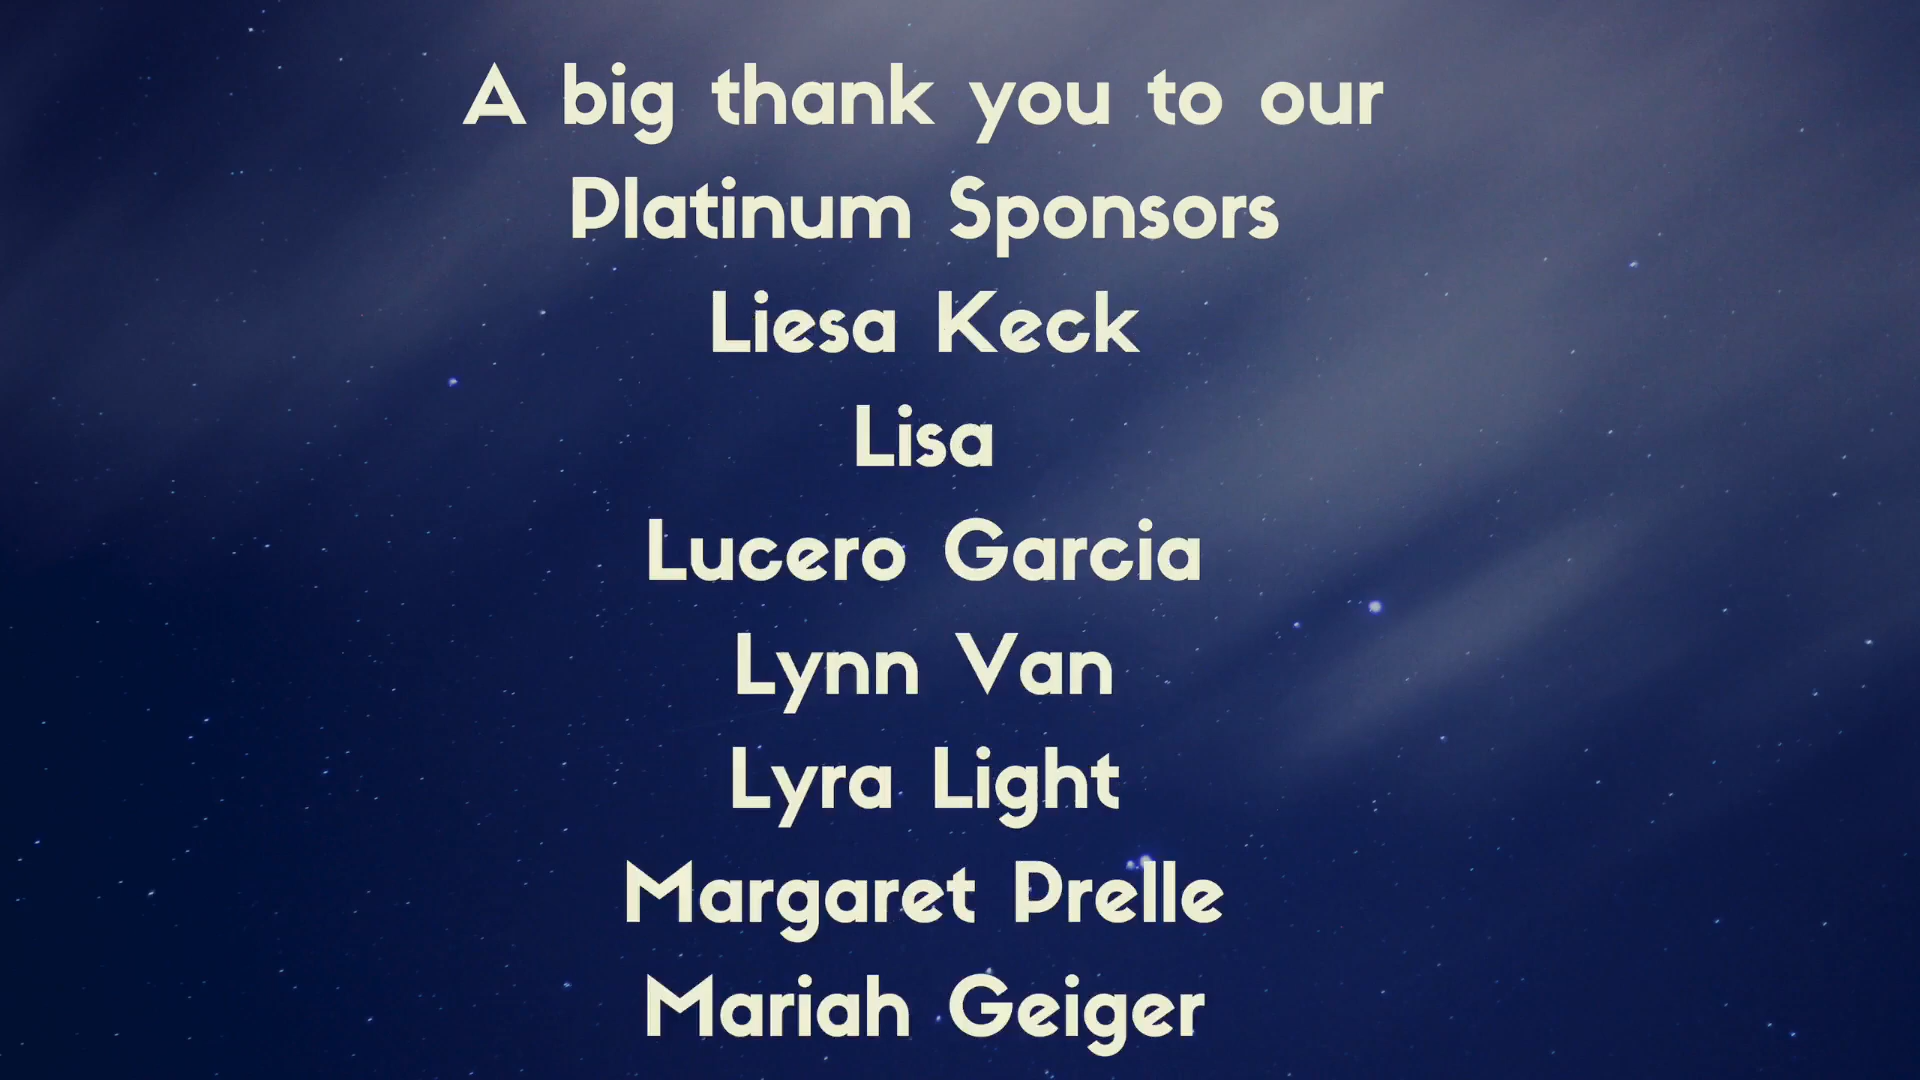 A big thank you to our
Platinum Sponsors
Liesa Keck
Lisa
Lucero Garcia
Lynn Van
Lyra Light
Margaret Prelle
Mariah Geiger